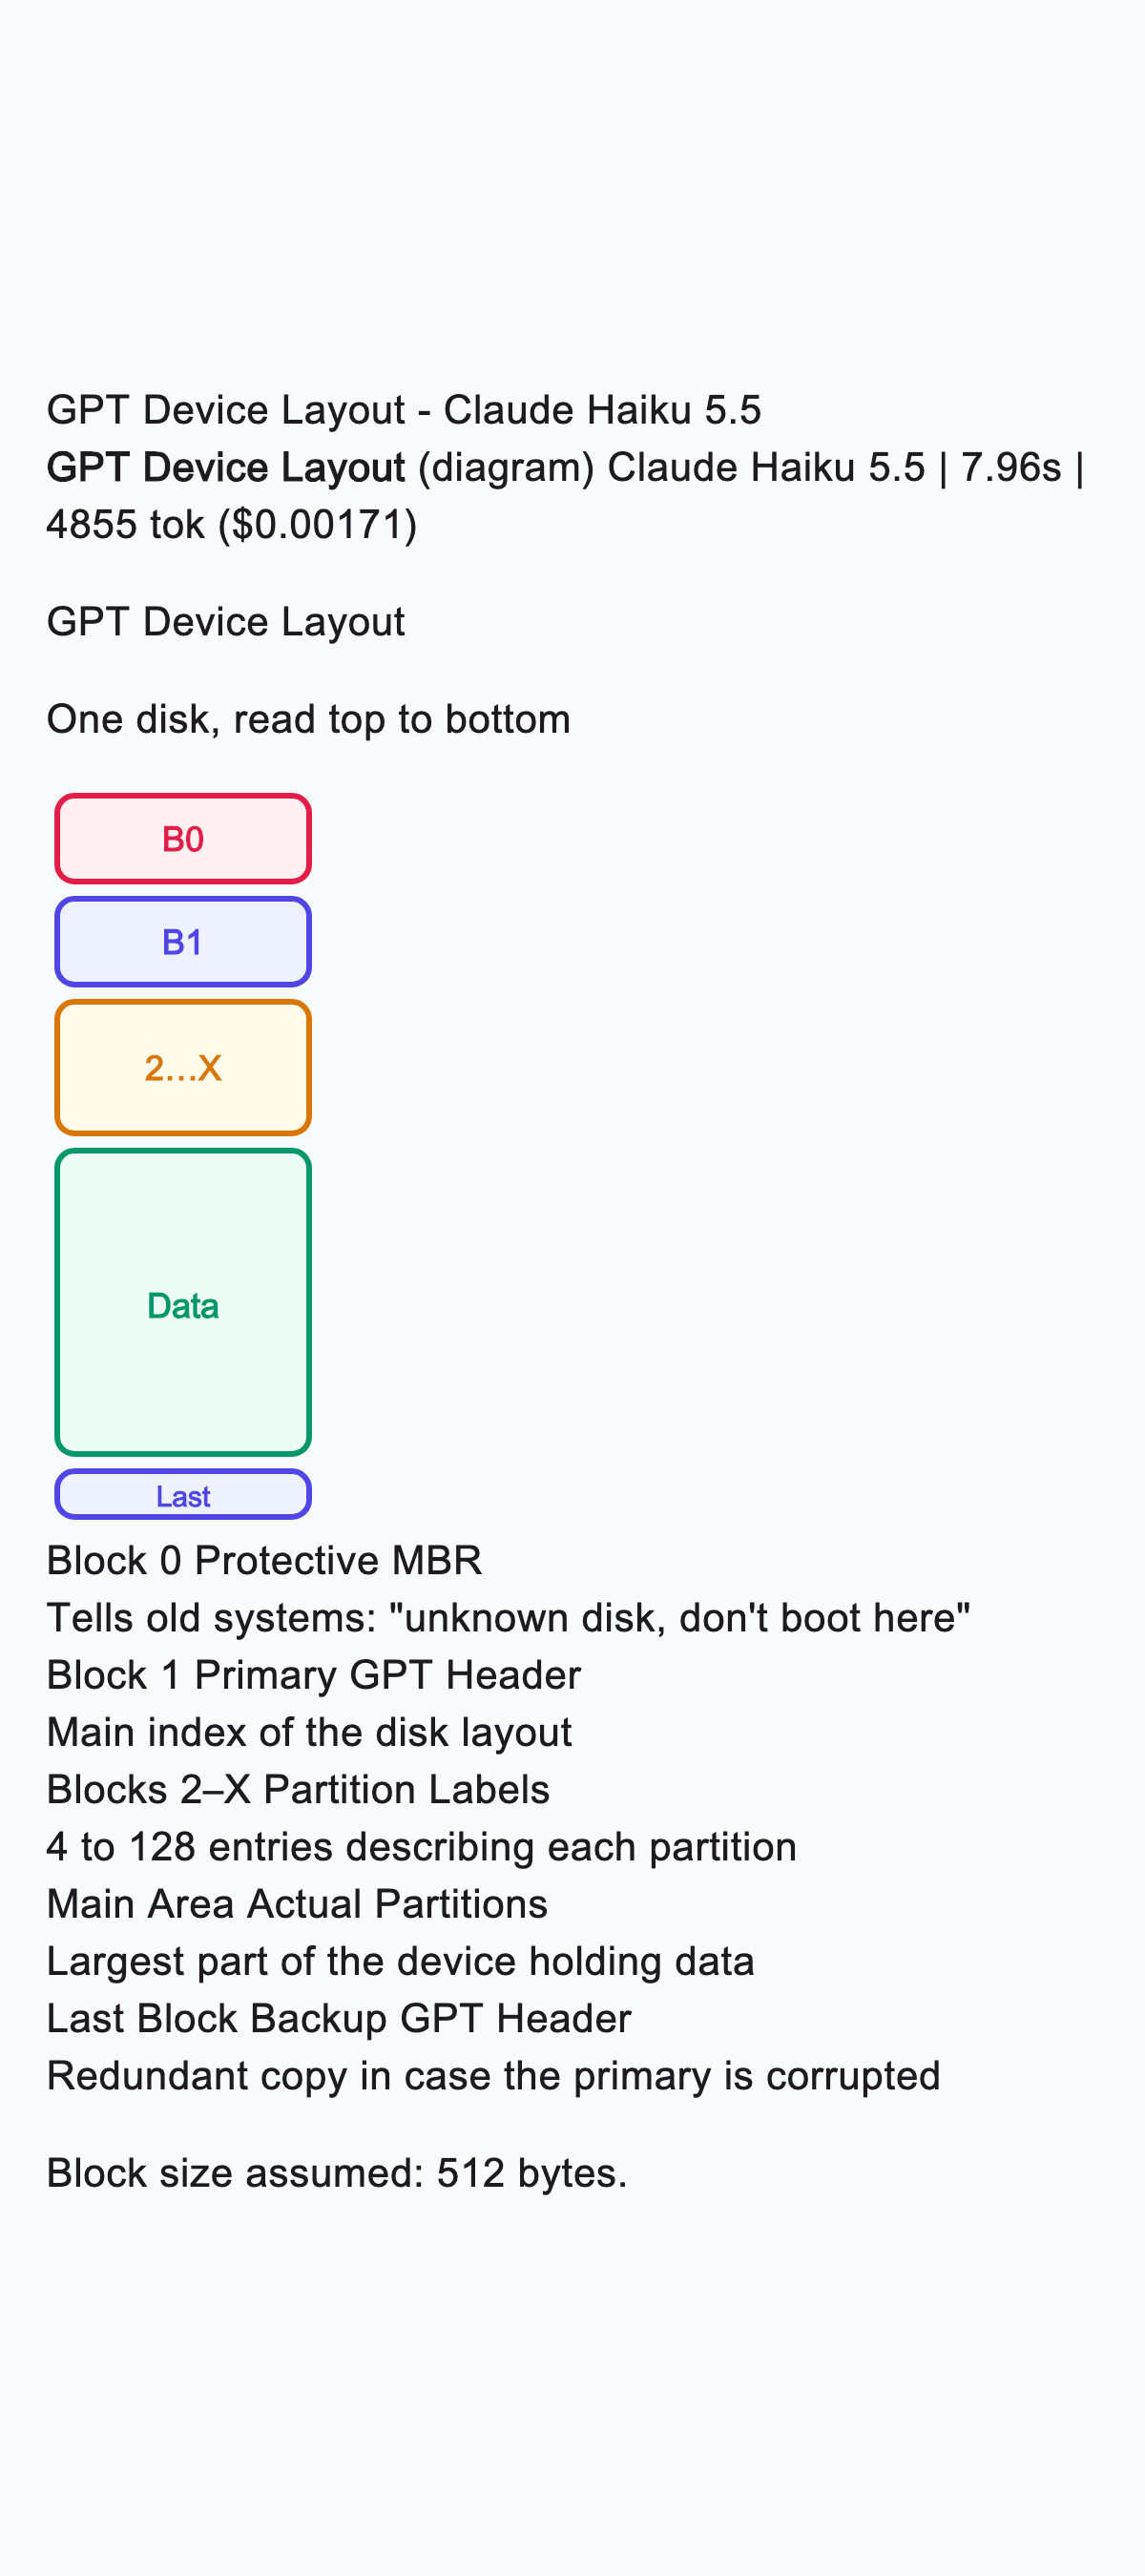 GPT Device Layout - Claude Haiku 5.5
GPT Device Layout (diagram) Claude Haiku 5.5 | 7.96s |
4855 tok ($0.00171)
GPT Device Layout
One disk, read top to bottom
B0
B1
2...X
Data
Last
Block 0 Protective MBR
Tells old systems: "unknown disk, don't boot here"
Block 1 Primary GPT Header
Main index of the disk layout
Blocks 2–X Partition Labels
4 to 128 entries describing each partition
Main Area Actual Partitions
Largest part of the device holding data
Last Block Backup GPT Header
Redundant copy in case the primary is corrupted
Block size assumed: 512 bytes.